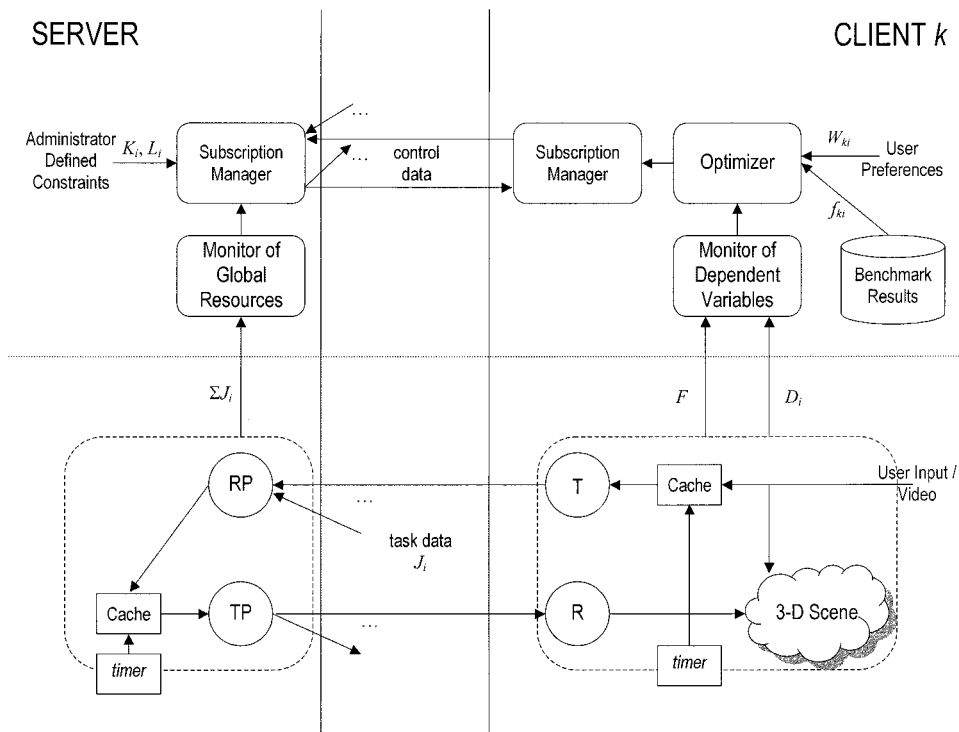 SERVER
CLIENT k
Administrator
Defined
Constraints
K_i, L_i
Subscription
Manager
...
...
control
data
Subscription
Manager
Optimizer
W_ki
User
Preferences
f_ki
Monitor of
Global
Resources
Monitor of
Dependent
Variables
Benchmark
Results
ΣJ_i
F
D_i
RP
...
T
Cache
User Input /
Video
task data
J_i
Cache
TP
...
R
3-D Scene
timer
timer